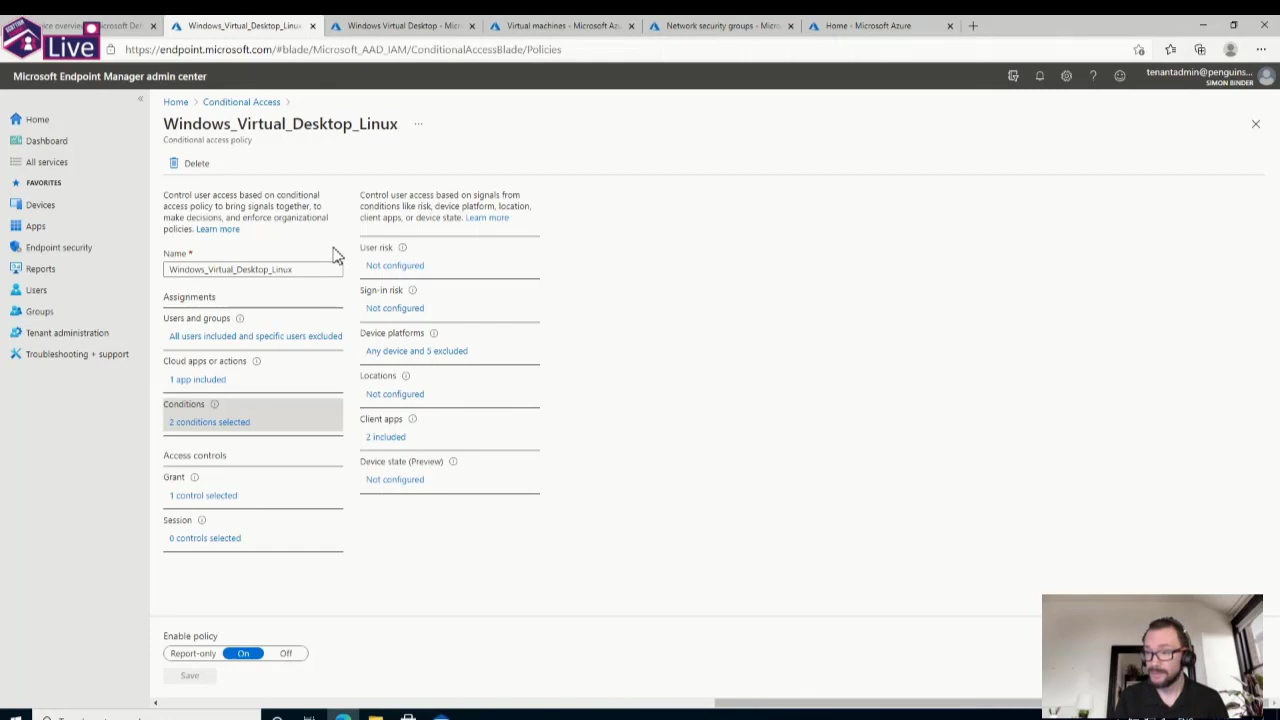 ice overvie
Windows_Virtual_Desktop_Linu
Windows Virtual Desktop - Micr
Virtual machines - Microsoft Az
Network security groups - Micro
Home - Microsoft Azure
Live
https://endpoint.microsoft.com/#blade/Microsoft_AAD_IAM/ConditionalAccessBlade/Policies
Microsoft Endpoint Manager admin center
tenantadmin@penguins...
SIMON BINDER
Home > Conditional Access >
Windows_Virtual_Desktop_Linux ...
Conditional access policy
Delete
Home
Dashboard
All services
FAVORITES
Devices
Apps
Endpoint security
Reports
Users
Groups
Tenant administration
Troubleshooting + support
Control user access based on conditional
access policy to bring signals together, to
make decisions, and enforce organizational
policies. Learn more
Name *
Windows_Virtual_Desktop_Linux
Assignments
Users and groups
All users included and specific users excluded
Cloud apps or actions
1 app included
Conditions
2 conditions selected
Access controls
Grant
1 control selected
Session
0 controls selected
Control user access based on signals from
conditions like risk, device platform, location,
client apps, or device state. Learn more
User risk
Not configured
Sign-in risk
Not configured
Device platforms
Any device and 5 excluded
Locations
Not configured
Client apps
2 included
Device state (Preview)
Not configured
Enable policy
Report-only On Off
Save